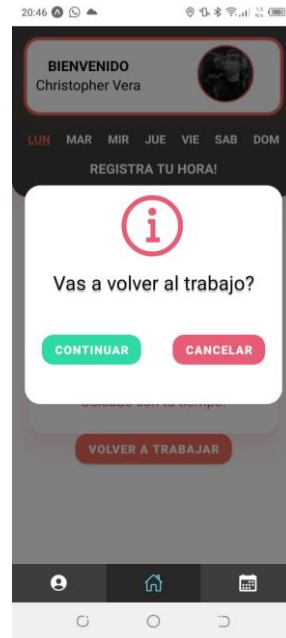 20:46
BIENVENIDO
Christopher Vera
LUN MAR MIR JUE VIE SAB DOM
REGISTRA TU HORA!
i
Vas a volver al trabajo?
CONTINUAR CANCELAR
VOLVER A TRABAJAR